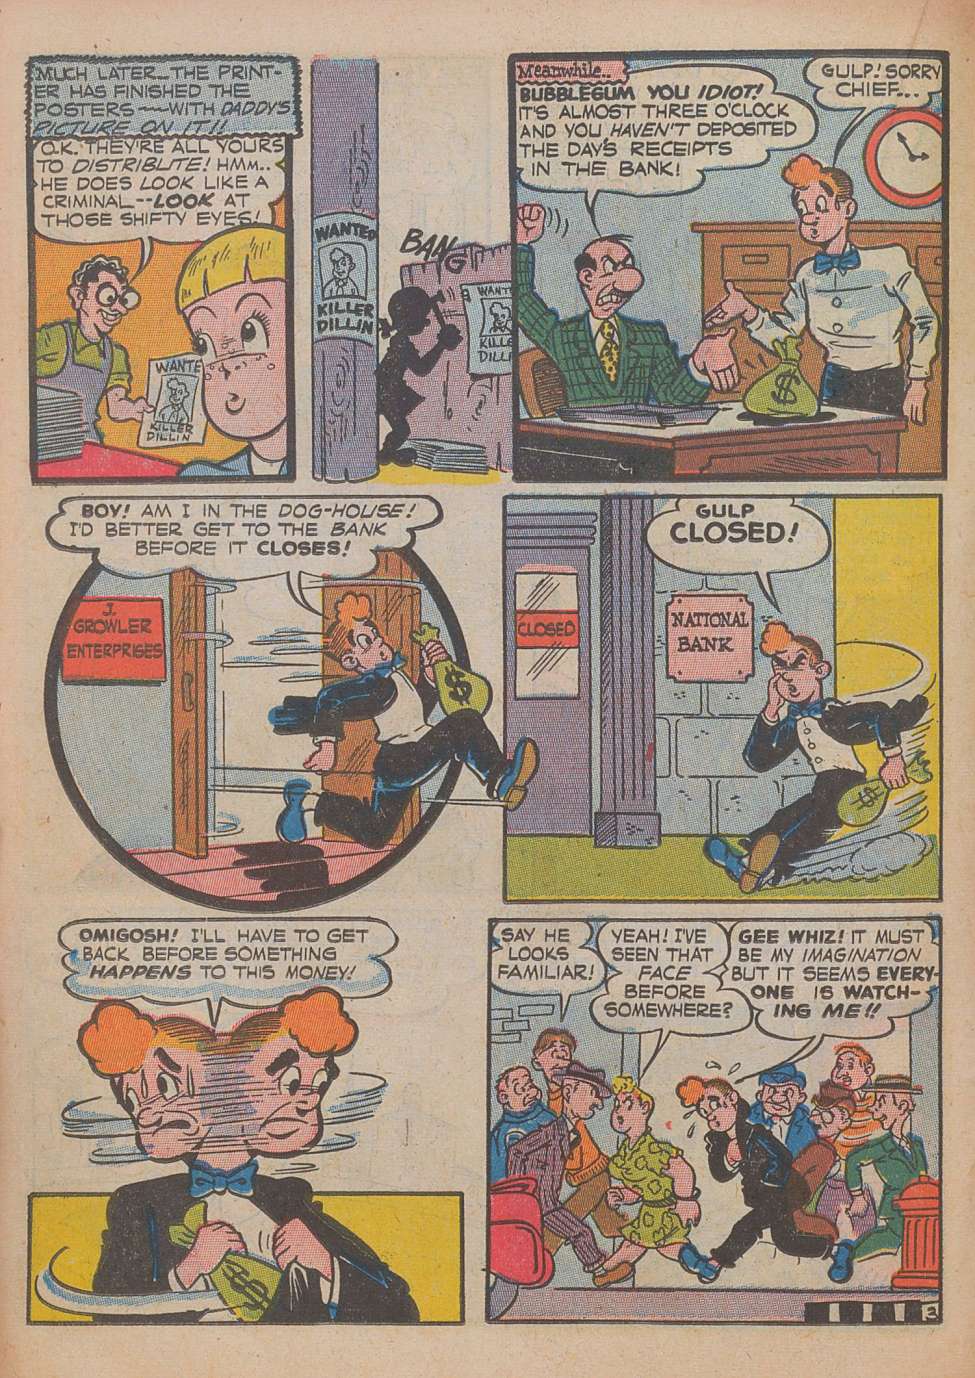 MUCH LATER—THE PRINT-
ER HAS FINISHED THE
POSTERS —— WITH DADDY'S
PICTURE ON IT!!
O.K. THEY'RE ALL YOURS
TO DISTRIBUTE! HMM..
HE DOES LOOK LIKE A
CRIMINAL--LOOK AT
THOSE SHIFTY EYES!
WANTE
KILLER
DILLIN
WANTED
KILLER
DILLIN
BANG
WANT
KILLE
DILLI
Meanwhile..
BUBBLEGUM YOU IDIOT!
IT'S ALMOST THREE O'CLOCK
AND YOU HAVEN'T DEPOSITED
THE DAY'S RECEIPTS
IN THE BANK!
GULP! SORRY
CHIEF...
$
BOY! AM I IN THE DOG-HOUSE!
I'D BETTER GET TO THE BANK
BEFORE IT CLOSES!
J.
GROWLER
ENTERPRISES
$
GULP
CLOSED!
CLOSED
NATIONAL
BANK
$
OMIGOSH! I'LL HAVE TO GET
BACK BEFORE SOMETHING
HAPPENS TO THIS MONEY!
$
SAY HE
LOOKS
FAMILIAR!
YEAH! I'VE
SEEN THAT
FACE
BEFORE
SOMEWHERE?
GEE WHIZ! IT MUST
BE MY IMAGINATION
BUT IT SEEMS EVERY-
ONE IS WATCH-
ING ME!!
3